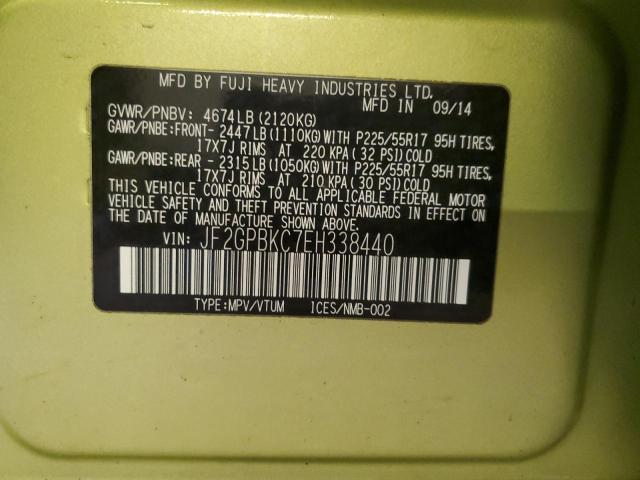 MFD BY FUJI HEAVY INDUSTRIES LTD.
MFD IN 09/14
GVWR/PNBV: 4674LB(2120KG)
GAWR/PNBE:FRONT- 2447LB(1110KG)WITH P225/55R17 95H TIRES,
17X7J RIMS AT 220 KPA(32 PSI)COLD
GAWR/PNBE:REAR - 2315LB(1050KG)WITH P225/55R17 95H TIRES,
17X7J RIMS AT 210 KPA(30 PSI)COLD
THIS VEHICLE CONFORMS TO ALL APPLICABLE FEDERAL MOTOR
VEHICLE SAFETY AND THEFT PREVENTION STANDARDS IN EFFECT ON
THE DATE OF MANUFACTURE SHOWN ABOVE.
VIN: JF2GPBKC7EH338440
TYPE:MPV/VTUM ICES/NMB-002